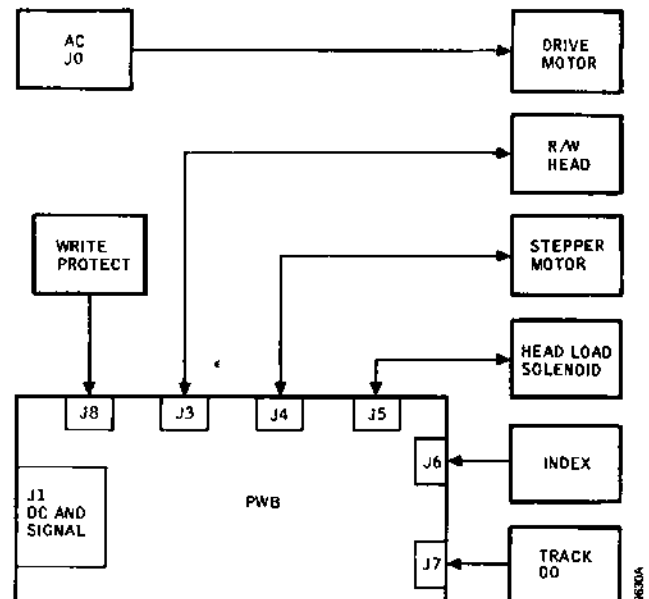 AC
J0
DRIVE
MOTOR
R/W
HEAD
WRITE
PROTECT
STEPPER
MOTOR
HEAD LOAD
SOLENOID
J8
J3
J4
J5
J6
INDEX
J1
DC AND
SIGNAL
PWB
J7
TRACK
00